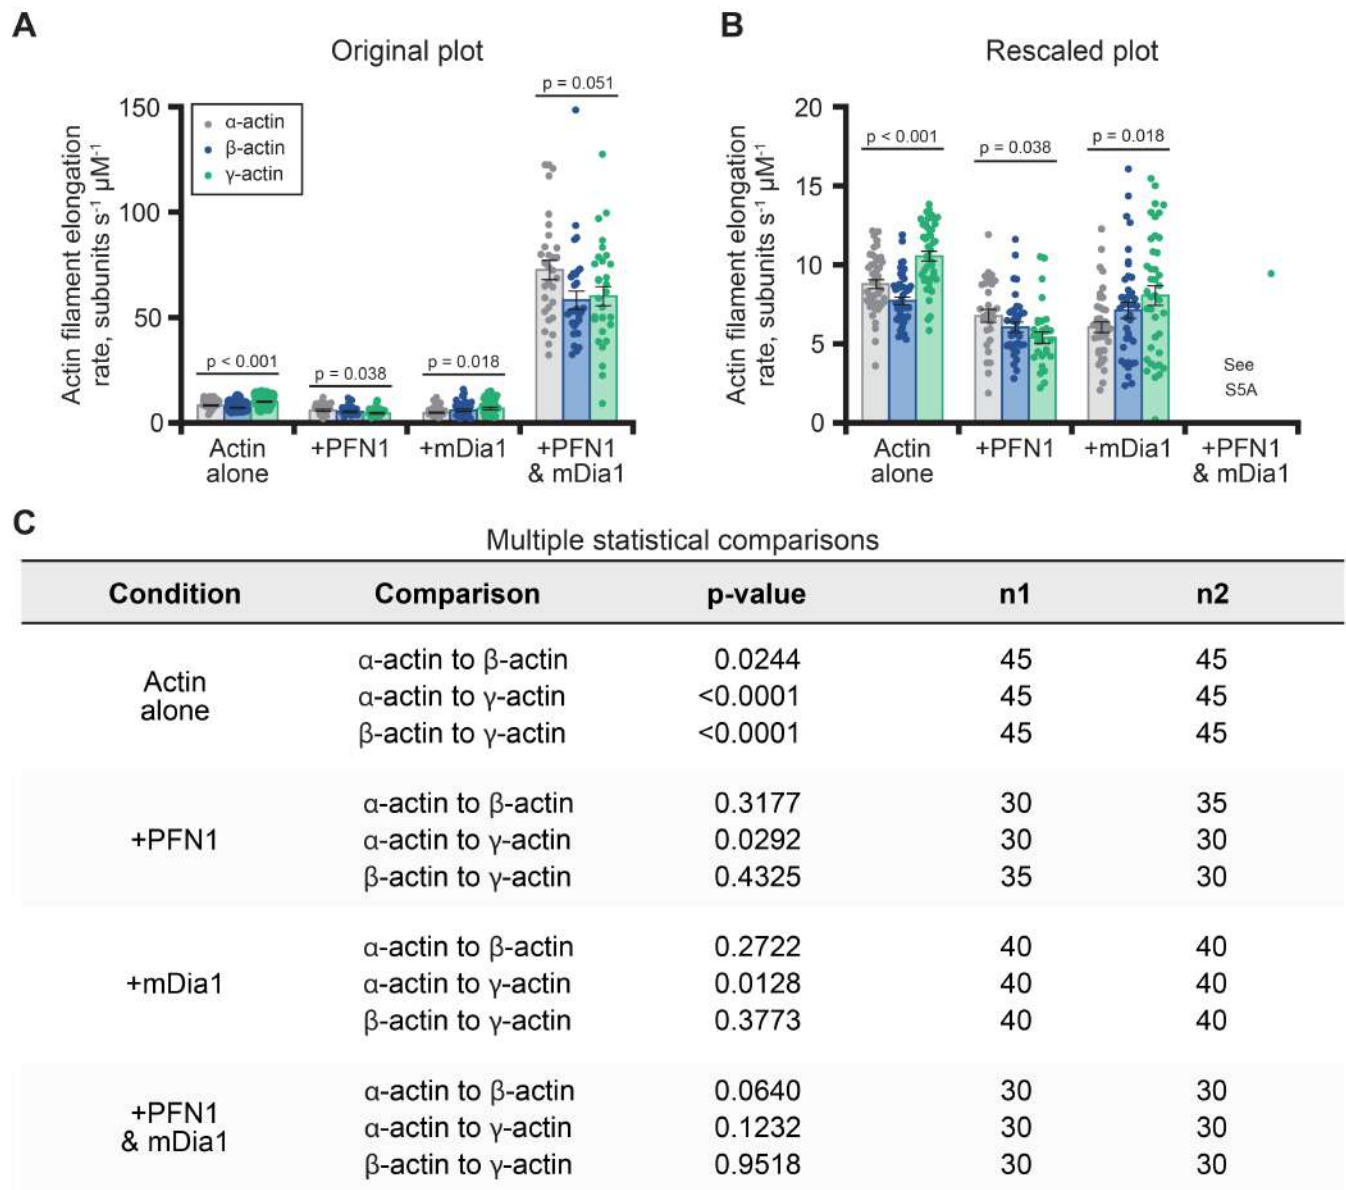 A
Original plot
Actin filament elongation
rate, subunits s⁻¹ µM⁻¹
150
100
50
0
α-actin
β-actin
γ-actin
p < 0.001
p = 0.038
p = 0.018
p = 0.051
Actin
alone
+PFN1
+mDia1
+PFN1
& mDia1
B
Rescaled plot
Actin filament elongation
rate, subunits s⁻¹ µM⁻¹
20
15
10
5
0
p < 0.001
p = 0.038
p = 0.018
See
S5A
Actin
alone
+PFN1
+mDia1
+PFN1
& mDia1
C
Multiple statistical comparisons
Condition Comparison p-value n1 n2
Actin
alone
α-actin to β-actin 0.0244 45 45
α-actin to γ-actin <0.0001 45 45
β-actin to γ-actin <0.0001 45 45
+PFN1
α-actin to β-actin 0.3177 30 35
α-actin to γ-actin 0.0292 30 30
β-actin to γ-actin 0.4325 35 30
+mDia1
α-actin to β-actin 0.2722 40 40
α-actin to γ-actin 0.0128 40 40
β-actin to γ-actin 0.3773 40 40
+PFN1
& mDia1
α-actin to β-actin 0.0640 30 30
α-actin to γ-actin 0.1232 30 30
β-actin to γ-actin 0.9518 30 30